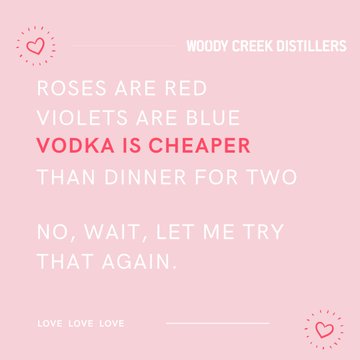 WOODY CREEK DISTILLERS
ROSES ARE RED
VIOLETS ARE BLUE
VODKA IS CHEAPER
THAN DINNER FOR TWO
NO, WAIT, LET ME TRY
THAT AGAIN.
LOVE LOVE LOVE